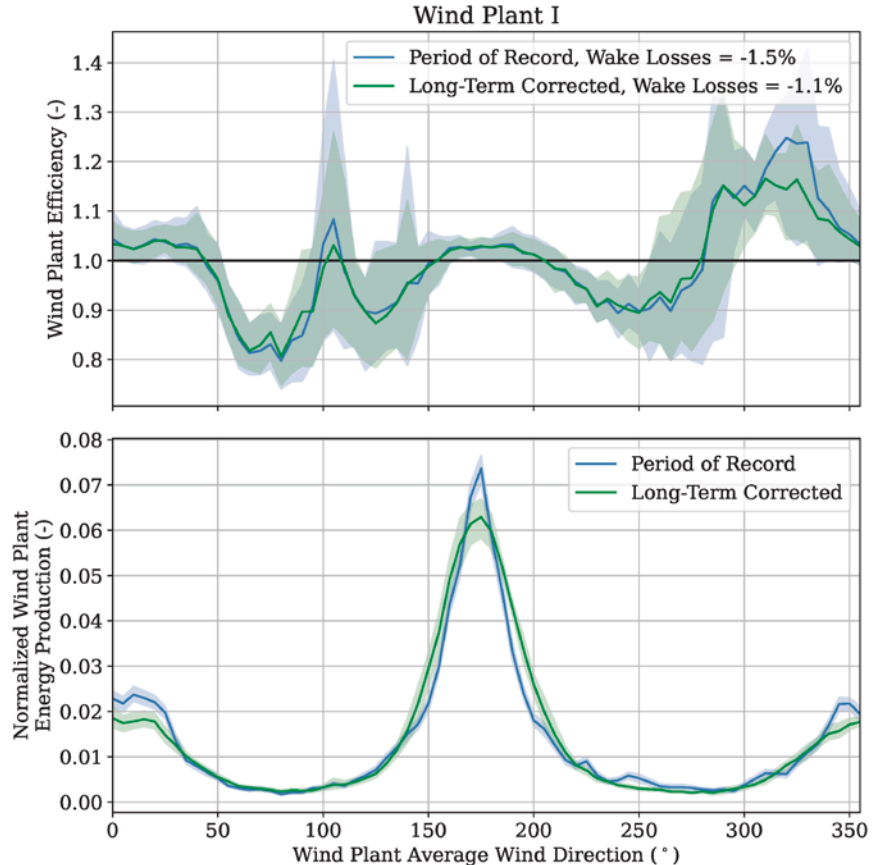 Wind Plant I
Wind Plant Efficiency (-)
1.4
1.3
1.2
1.1
1.0
0.9
0.8
Period of Record, Wake Losses = -1.5%
Long-Term Corrected, Wake Losses = -1.1%
Normalized Wind Plant
Energy Production (-)
0.08
0.07
0.06
0.05
0.04
0.03
0.02
0.01
0.00
Period of Record
Long-Term Corrected
0 50 100 150 200 250 300 350
Wind Plant Average Wind Direction (°)